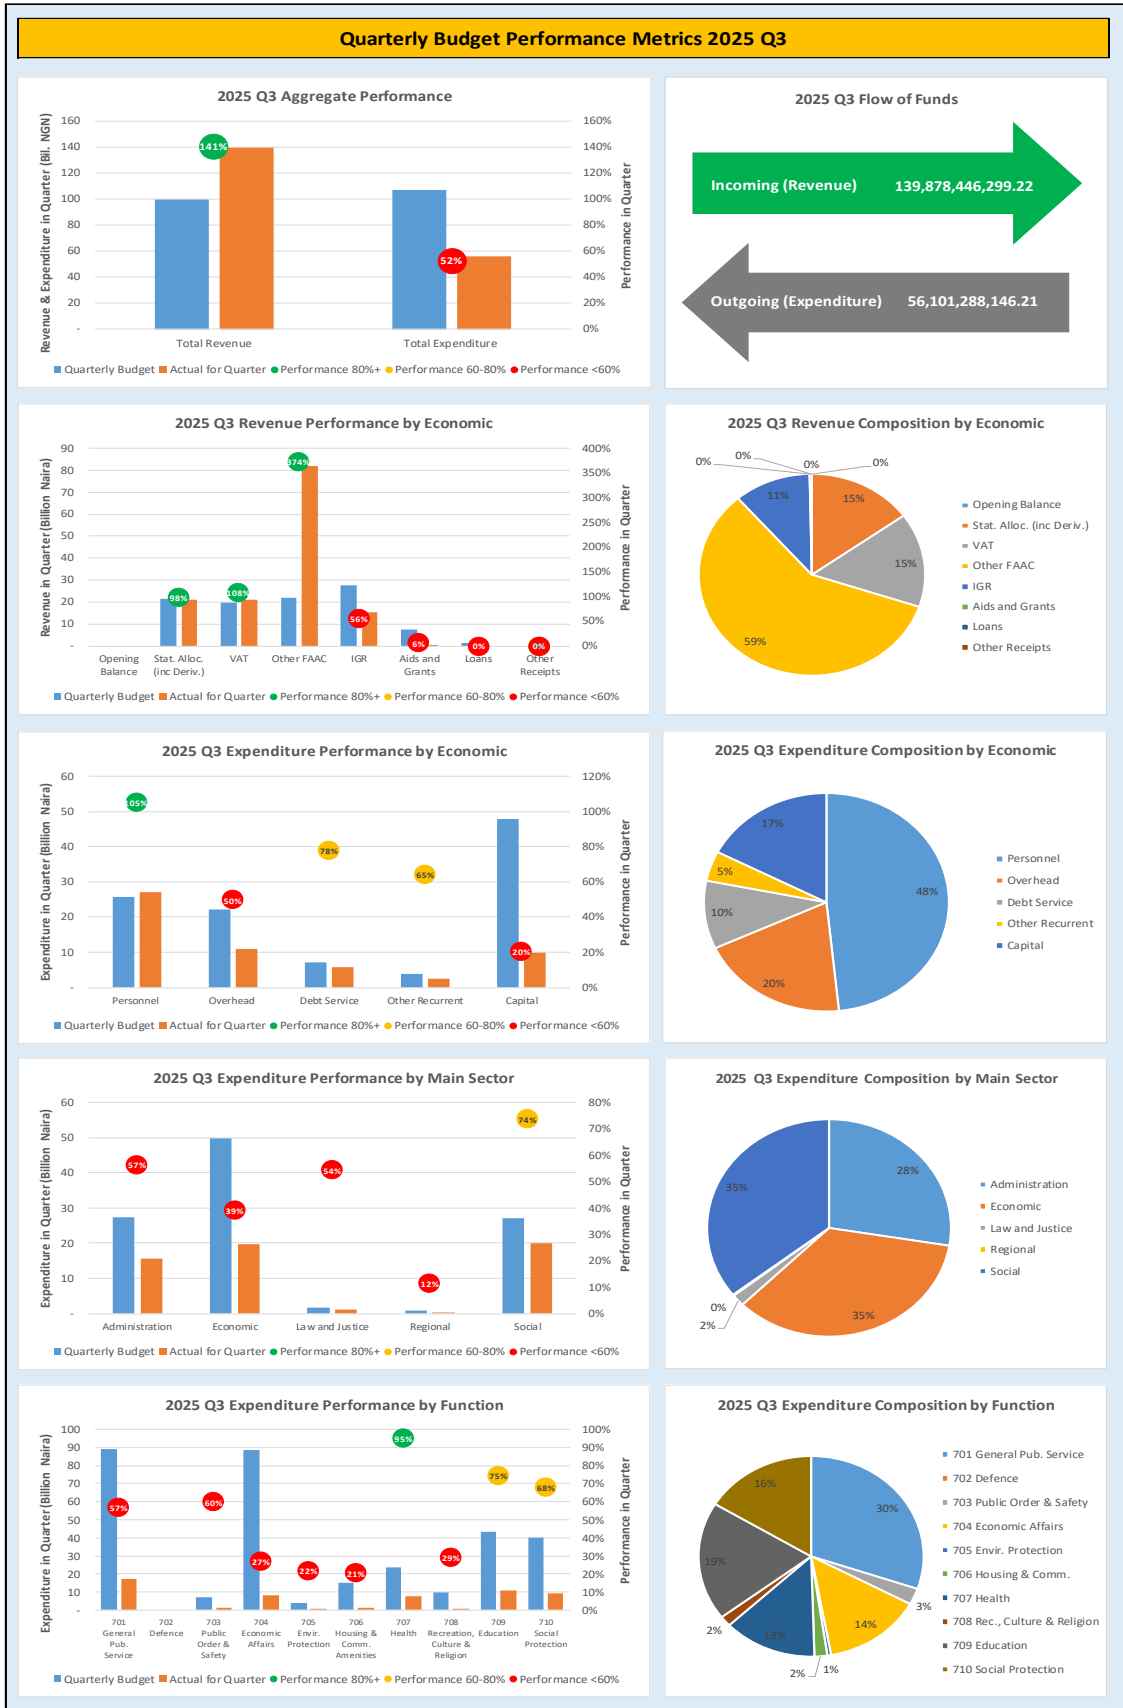 Quarterly Budget Performance Metrics 2025 Q3
2025 Q3 Aggregate Performance
Revenue & Expenditure in Quarter (Bil. NGN)
160
140
120
100
80
60
40
20
-
160%
140%
120%
100%
80%
60%
40%
20%
0%
Performance in Quarter
141%
52%
Total Revenue
Total Expenditure
Quarterly Budget
Actual for Quarter
Performance 80%+
Performance 60-80%
Performance <60%
2025 Q3 Flow of Funds
Incoming (Revenue) 139,878,446,299.22
Outgoing (Expenditure) 56,101,288,146.21
2025 Q3 Revenue Performance by Economic
Revenue in Quarter (Billion Naira)
90
80
70
60
50
40
30
20
10
-
400%
350%
300%
250%
200%
150%
100%
50%
0%
Performance in Quarter
98%
108%
374%
56%
6%
0%
0%
Opening
Balance
Stat. Alloc.
(inc Deriv.)
VAT
Other FAAC
IGR
Aids and
Grants
Loans
Other
Receipts
Quarterly Budget
Actual for Quarter
Performance 80%+
Performance 60-80%
Performance <60%
2025 Q3 Revenue Composition by Economic
0%
0%
0%
0%
11%
15%
15%
59%
Opening Balance
Stat. Alloc. (inc Deriv.)
VAT
Other FAAC
IGR
Aids and Grants
Loans
Other Receipts
2025 Q3 Expenditure Performance by Economic
Expenditure in Quarter (Billion Naira)
60
50
40
30
20
10
-
120%
100%
80%
60%
40%
20%
0%
Performance in Quarter
105%
50%
78%
65%
20%
Personnel
Overhead
Debt Service
Other Recurrent
Capital
Quarterly Budget
Actual for Quarter
Performance 80%+
Performance 60-80%
Performance <60%
2025 Q3 Expenditure Composition by Economic
17%
5%
10%
20%
48%
Personnel
Overhead
Debt Service
Other Recurrent
Capital
2025 Q3 Expenditure Performance by Main Sector
Expenditure in Quarter (Billion Naira)
60
50
40
30
20
10
-
80%
70%
60%
50%
40%
30%
20%
10%
0%
Performance in Quarter
57%
39%
54%
12%
74%
Administration
Economic
Law and Justice
Regional
Social
Quarterly Budget
Actual for Quarter
Performance 80%+
Performance 60-80%
Performance <60%
2025 Q3 Expenditure Composition by Main Sector
28%
35%
35%
0%
2%
Administration
Economic
Law and Justice
Regional
Social
2025 Q3 Expenditure Performance by Function
Expenditure in Quarter (Billion Naira)
100
90
80
70
60
50
40
30
20
10
-
100%
90%
80%
70%
60%
50%
40%
30%
20%
10%
0%
Performance in Quarter
57%
60%
27%
22%
21%
95%
29%
75%
68%
701
General
Pub.
Service
702
Defence
703
Public
Order &
Safety
704
Economic
Affairs
705
Envir.
Protection
706
Housing &
Comm.
Amenities
707
Health
708
Recreation,
Culture &
Religion
709
Education
710
Social
Protection
Quarterly Budget
Actual for Quarter
Performance 80%+
Performance 60-80%
Performance <60%
2025 Q3 Expenditure Composition by Function
16%
30%
19%
3%
14%
2%
13%
2%
1%
701 General Pub. Service
702 Defence
703 Public Order & Safety
704 Economic Affairs
705 Envir. Protection
706 Housing & Comm.
707 Health
708 Rec., Culture & Religion
709 Education
710 Social Protection